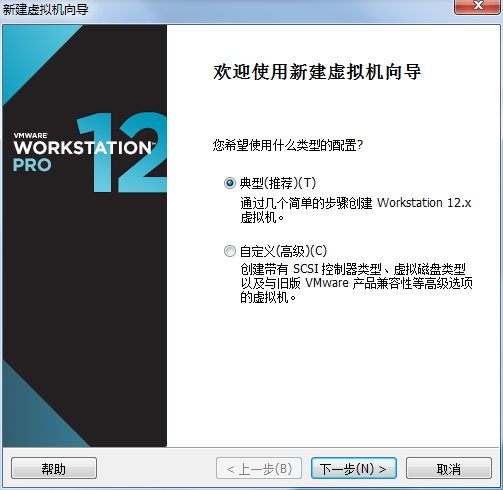 新建虚拟机向导
VMWARE
WORKSTATION™
PRO
12
欢迎使用新建虚拟机向导
您希望使用什么类型的配置?
典型(推荐)(T)
通过几个简单的步骤创建 Workstation 12.x
虚拟机。
自定义(高级)(C)
创建带有 SCSI 控制器类型、虚拟磁盘类型
以及与旧版 VMware 产品兼容性等高级选项
的虚拟机。
帮助
< 上一步(B)
下一步(N) >
取消